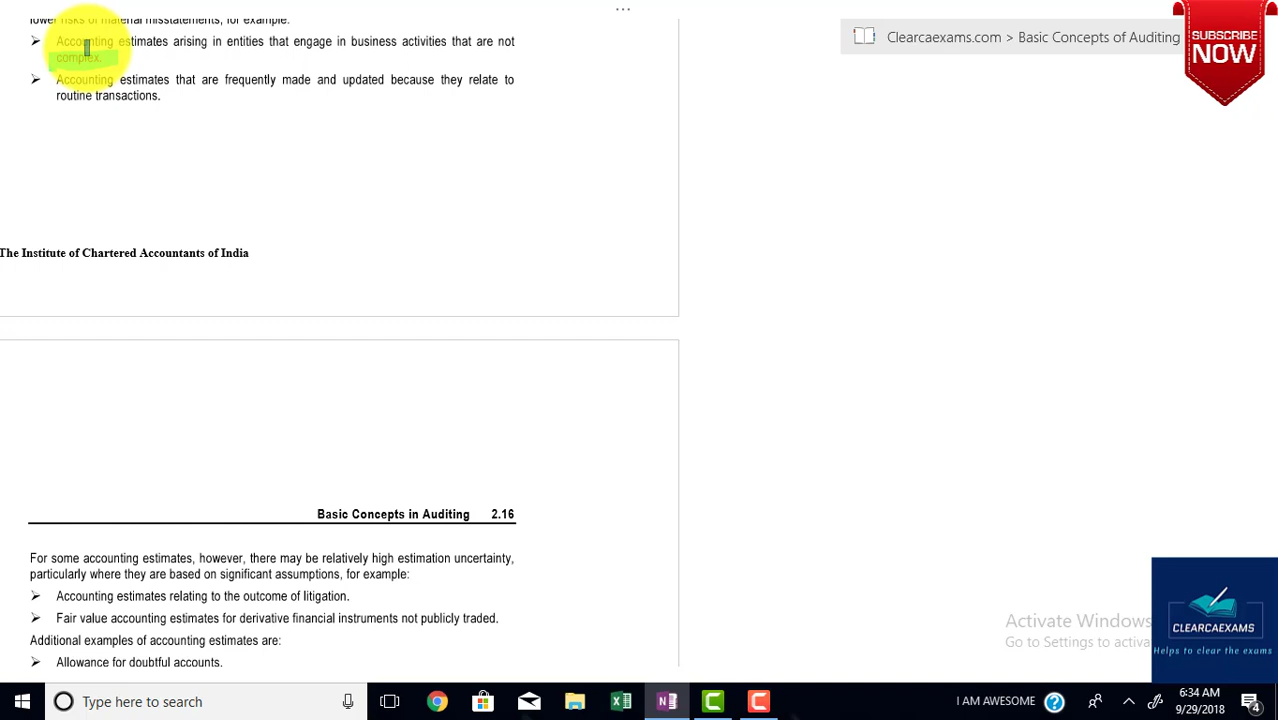 lower risks of material misstatements, for example:
➢ Accounting estimates arising in entities that engage in business activities that are not
complex.
➢ Accounting estimates that are frequently made and updated because they relate to
routine transactions.
The Institute of Chartered Accountants of India
Basic Concepts in Auditing 2.16
For some accounting estimates, however, there may be relatively high estimation uncertainty,
particularly where they are based on significant assumptions, for example:
➢ Accounting estimates relating to the outcome of litigation.
➢ Fair value accounting estimates for derivative financial instruments not publicly traded.
Additional examples of accounting estimates are:
➢ Allowance for doubtful accounts.
Clearcaexams.com > Basic Concepts of Auditing
SUBSCRIBE
NOW
Activate Windows
Go to Settings to activa
CLEARCAEXAMS
Helps to clear the exams
Type here to search
I AM AWESOME
6:34 AM
9/29/2018
4